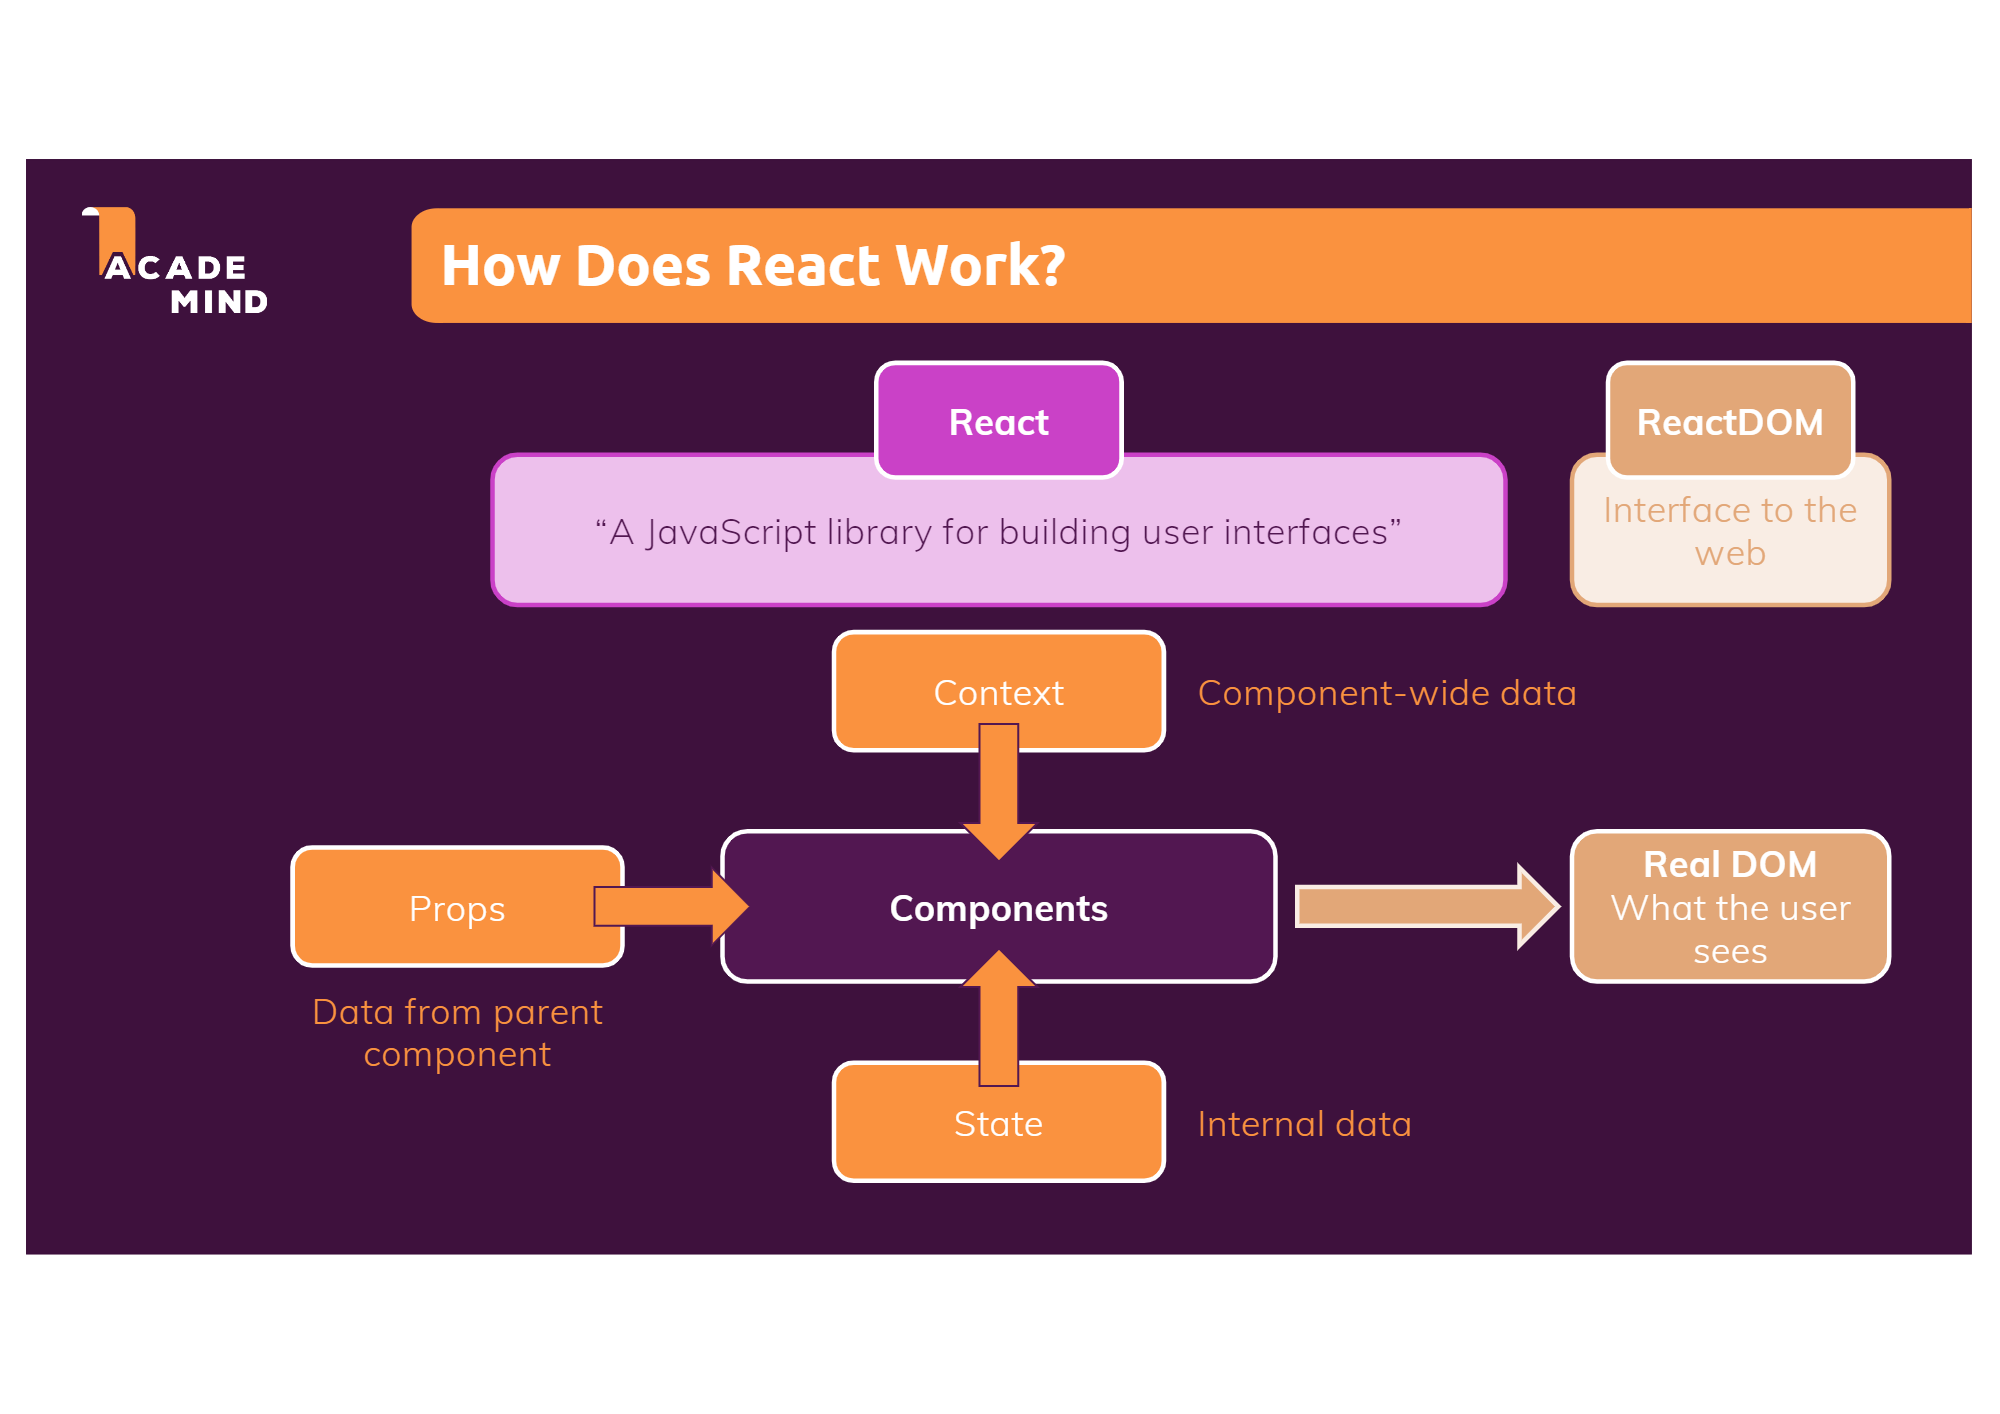 ACADE
MIND
How Does React Work?
React
ReactDOM
“A JavaScript library for building user interfaces”
Interface to the
web
Context
Component-wide data
Props
Components
Real DOM
What the user
sees
Data from parent
component
State
Internal data